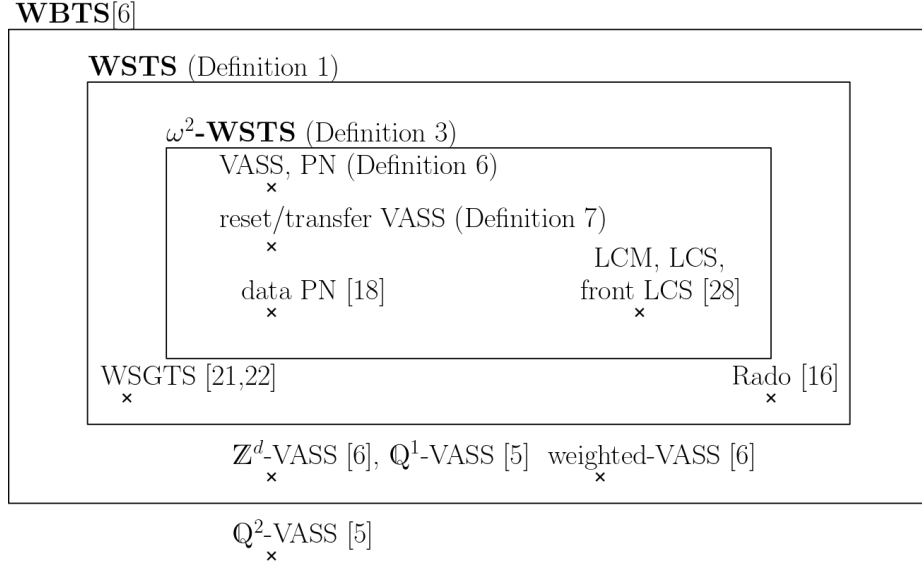 WBTS[6]
WSTS (Definition 1)
ω²-WSTS (Definition 3)
VASS, PN (Definition 6)
reset/transfer VASS (Definition 7)
LCM, LCS,
data PN [18]
front LCS [28]
WSGTS [21,22]
Rado [16]
ℤᵈ-VASS [6], ℚ¹-VASS [5]
weighted-VASS [6]
ℚ²-VASS [5]